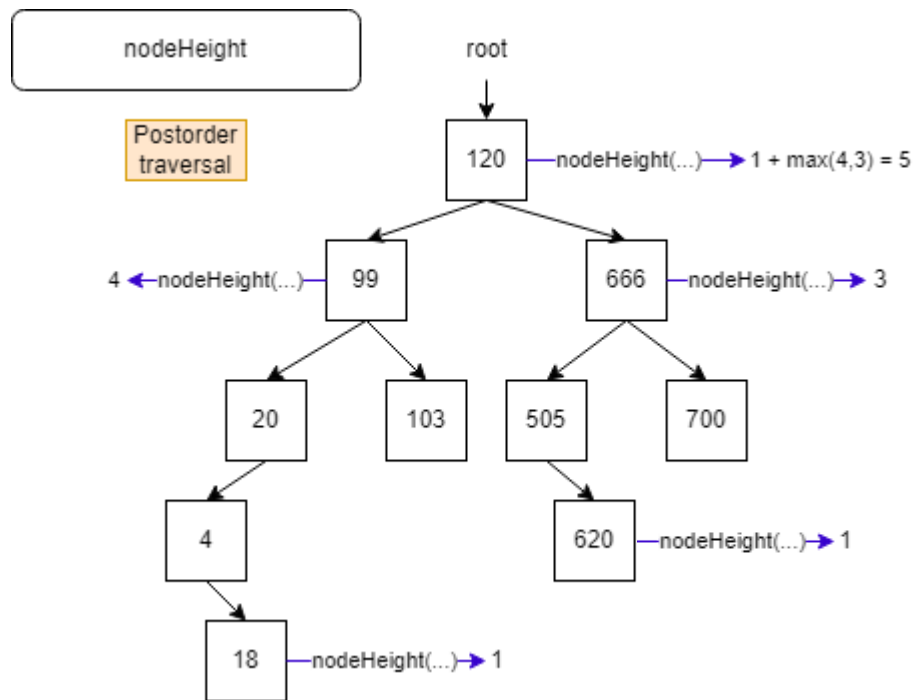 nodeHeight
root
Postorder
traversal
120
nodeHeight(...)
1 + max(4,3) = 5
4
nodeHeight(...)
99
666
nodeHeight(...)
3
20
103
505
700
4
620
nodeHeight(...)
1
18
nodeHeight(...)
1